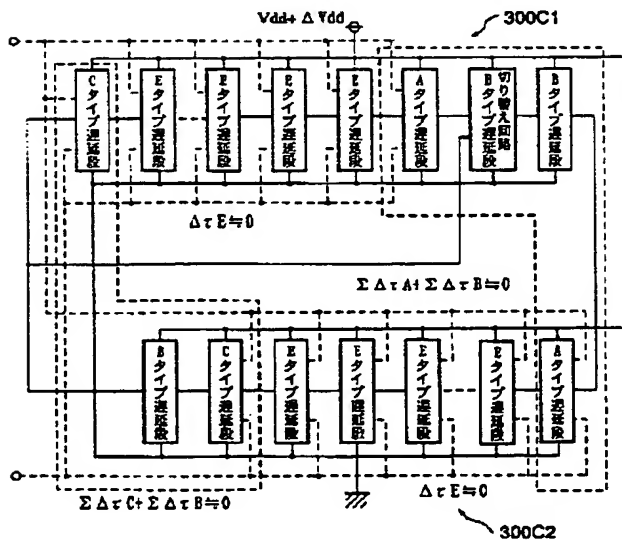 Vdd+ΔVdd
300C1
Cタイプ遅延段
Eタイプ遅延段
Eタイプ遅延段
Eタイプ遅延段
Eタイプ遅延段
Aタイプ遅延段
切り替え回路
Bタイプ遅延段
Bタイプ遅延段
ΔτE≒0
ΣΔτA+ΣΔτB≒0
Bタイプ遅延段
Cタイプ遅延段
Eタイプ遅延段
Eタイプ遅延段
Eタイプ遅延段
Eタイプ遅延段
Aタイプ遅延段
ΣΔτC+ΣΔτB≒0
ΔτE≒0
300C2